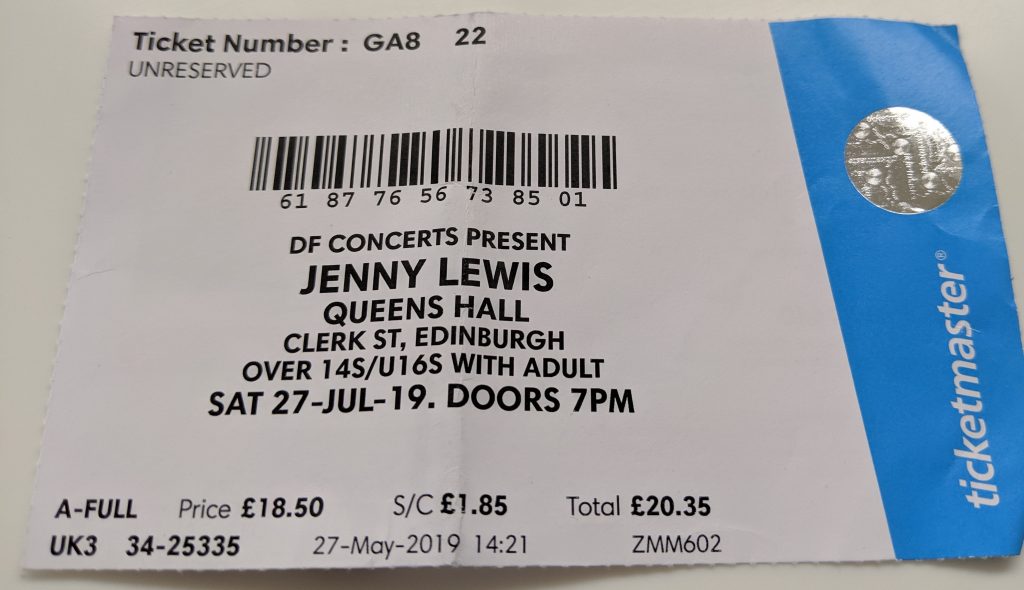 Ticket Number : GA8 22
UNRESERVED
61 87 76 56 73 85 01
DF CONCERTS PRESENT
JENNY LEWIS
QUEENS HALL
CLERK ST, EDINBURGH
OVER 14S/U16S WITH ADULT
SAT 27-JUL-19. DOORS 7PM
A-FULL Price £18.50 S/C £1.85 Total £20.35
UK3 34-25335 27-May-2019 14:21 ZMM602
ticketmaster®